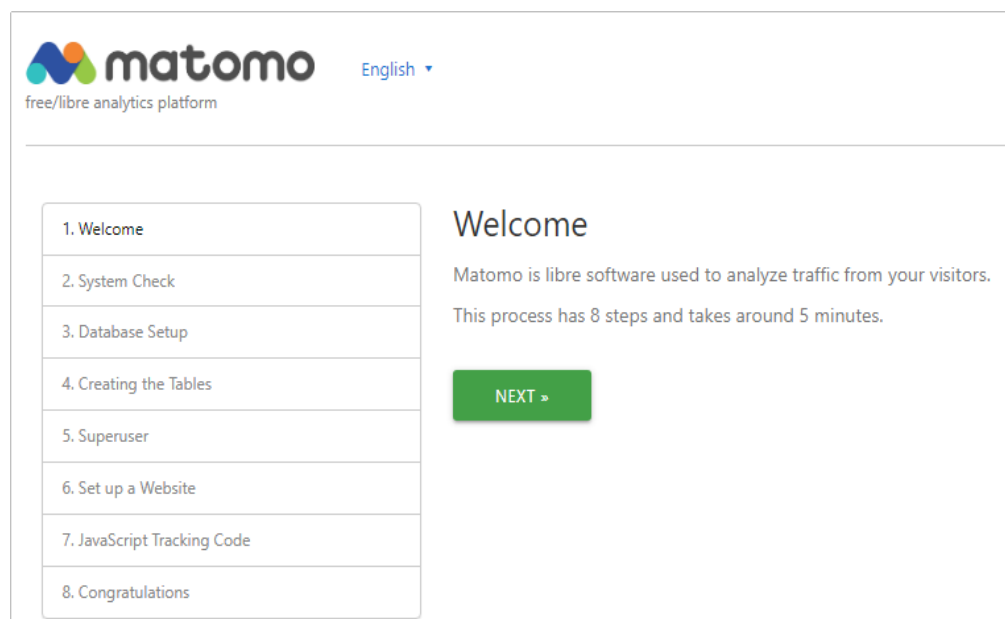 matomo
English
free/libre analytics platform
1. Welcome
2. System Check
3. Database Setup
4. Creating the Tables
5. Superuser
6. Set up a Website
7. JavaScript Tracking Code
8. Congratulations
Welcome
Matomo is libre software used to analyze traffic from your visitors.
This process has 8 steps and takes around 5 minutes.
NEXT »